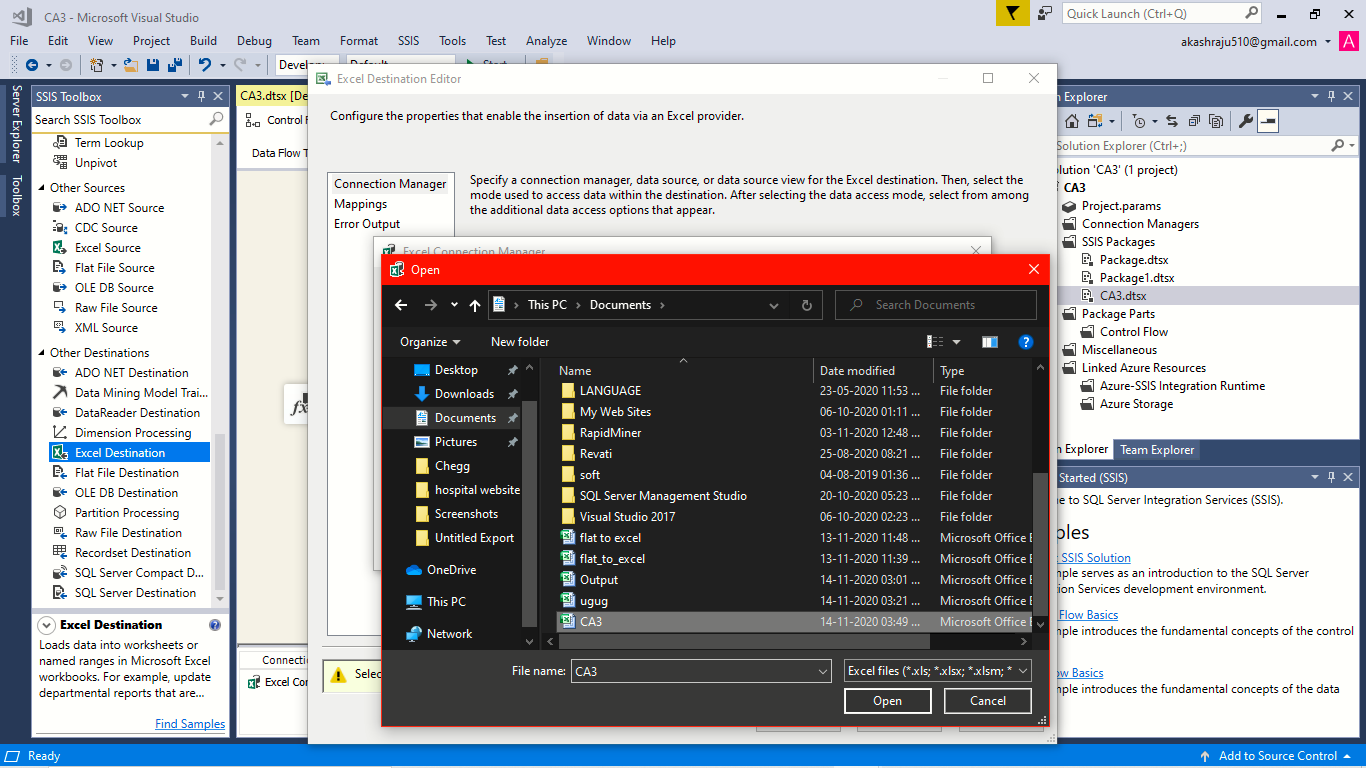 CA3 - Microsoft Visual Studio
Quick Launch (Ctrl+Q)
File Edit View Project Build Debug Team Format SSIS Tools Test Analyze Window Help
akashraju510@gmail.com
A
Server Explorer
Toolbox
SSIS Toolbox
Search SSIS Toolbox
Term Lookup
Unpivot
Other Sources
ADO NET Source
CDC Source
Excel Source
Flat File Source
OLE DB Source
Raw File Source
XML Source
Other Destinations
ADO NET Destination
Data Mining Model Trai...
DataReader Destination
Dimension Processing
Excel Destination
Flat File Destination
OLE DB Destination
Partition Processing
Raw File Destination
Recordset Destination
SQL Server Compact D...
SQL Server Destination
Excel Destination
Loads data into worksheets or
named ranges in Microsoft Excel
workbooks. For example, update
departmental reports that are...
Find Samples
CA3.dtsx [De
Control F
Data Flow T
fx
Connectio
Excel Cor
Excel Destination Editor
Configure the properties that enable the insertion of data via an Excel provider.
Connection Manager
Mappings
Error Output
Specify a connection manager, data source, or data source view for the Excel destination. Then, select the
mode used to access data within the destination. After selecting the data access mode, select from among
the additional data access options that appear.
Excel Connection Manager
Selec
Open
This PC > Documents >
Search Documents
Organize
New folder
Desktop
Downloads
Documents
Pictures
Chegg
hospital website
Screenshots
Untitled Export
OneDrive
This PC
Network
Name Date modified Type
LANGUAGE 23-05-2020 11:53 ... File folder
My Web Sites 06-10-2020 01:11 ... File folder
RapidMiner 03-11-2020 12:48 ... File folder
Revati 25-08-2020 08:21 ... File folder
soft 04-08-2019 01:36 ... File folder
SQL Server Management Studio 20-10-2020 05:23 ... File folder
Visual Studio 2017 06-10-2020 02:23 ... File folder
flat to excel 13-11-2020 11:48 ... Microsoft Office E
flat_to_excel 13-11-2020 11:39 ... Microsoft Office E
Output 14-11-2020 03:01 ... Microsoft Office E
ugug 14-11-2020 03:21 ... Microsoft Office E
CA3 14-11-2020 03:49 ... Microsoft Office E
File name: CA3
Excel files (*.xls; *.xlsx; *.xlsm; *
Open
Cancel
n Explorer
Solution Explorer (Ctrl+;)
olution 'CA3' (1 project)
CA3
Project.params
Connection Managers
SSIS Packages
Package.dtsx
Package1.dtsx
CA3.dtsx
Package Parts
Control Flow
Miscellaneous
Linked Azure Resources
Azure-SSIS Integration Runtime
Azure Storage
n Explorer
Team Explorer
Started (SSIS)
e to SQL Server Integration Services (SSIS).
ples
SSIS Solution
mple serves as an introduction to the SQL Server
tion Services development environment.
Flow Basics
mple introduces the fundamental concepts of the control
ow Basics
mple introduces the fundamental concepts of the data
Ready
Add to Source Control